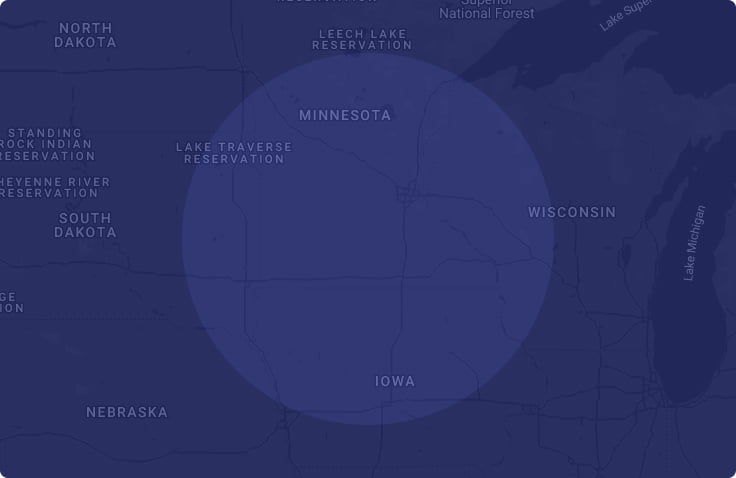 RESERVATION
Superior
National Forest
Lake Super
NORTH
DAKOTA
LEECH LAKE
RESERVATION
MINNESOTA
STANDING
ROCK INDIAN
RESERVATION
LAKE TRAVERSE
RESERVATION
HEYENNE RIVER
RESERVATION
SOUTH
DAKOTA
WISCONSIN
Lake Michigan
GE
ION
IOWA
NEBRASKA